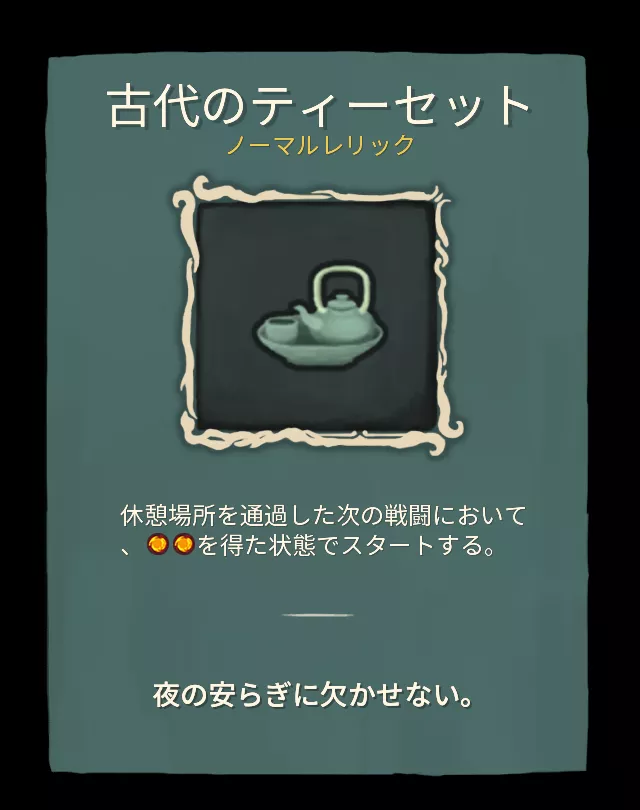 古代のティーセット
ノーマルレリック
休憩場所を通過した次の戦闘において
、を得た状態でスタートする。
夜の安らぎに欠かせない。